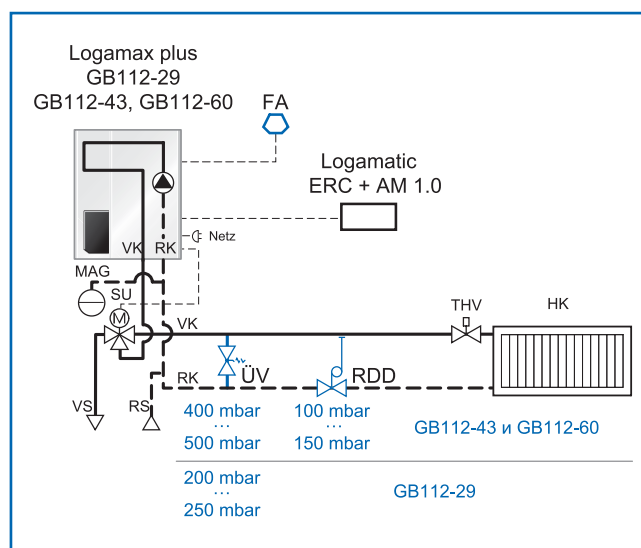 Logamax plus
GB112-29
GB112-43, GB112-60
FA
Logamatic
ERC + AM 1.0
Netz
VK RK
MAG
SU
M
VK
THV
HK
RK
ÜV
RDD
VS
RS
400 mbar
...
500 mbar
100 mbar
...
150 mbar
GB112-43 и GB112-60
200 mbar
...
250 mbar
GB112-29